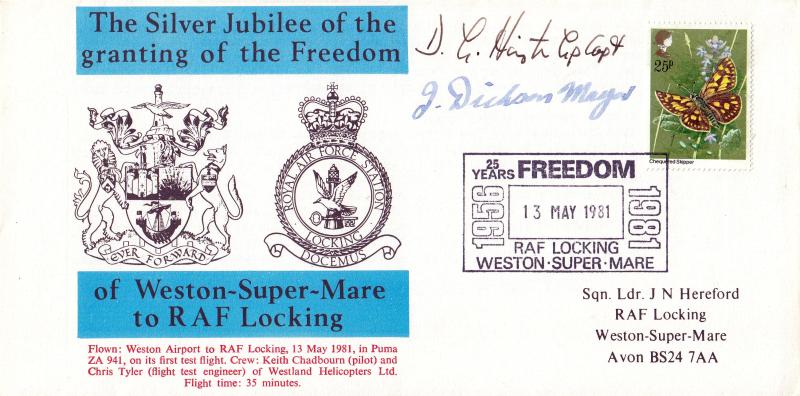 The Silver Jubilee of the
granting of the Freedom
EVER FORWARD
ROYAL AIR FORCE STATION
LOCKING
DOCEMUS
of Weston-Super-Mare
to RAF Locking
Flown: Weston Airport to RAF Locking, 13 May 1981, in Puma
ZA 941, on its first test flight. Crew: Keith Chadbourn (pilot) and
Chris Tyler (flight test engineer) of Westland Helicopters Ltd.
Flight time: 35 minutes.
D. G.
J. Dickons Mayor
25p
Chequered Skipper
25
YEARS FREEDOM
1956
13 MAY 1981
1981
RAF LOCKING
WESTON·SUPER·MARE
Sqn. Ldr. J N Hereford
RAF Locking
Weston-Super-Mare
Avon BS24 7AA